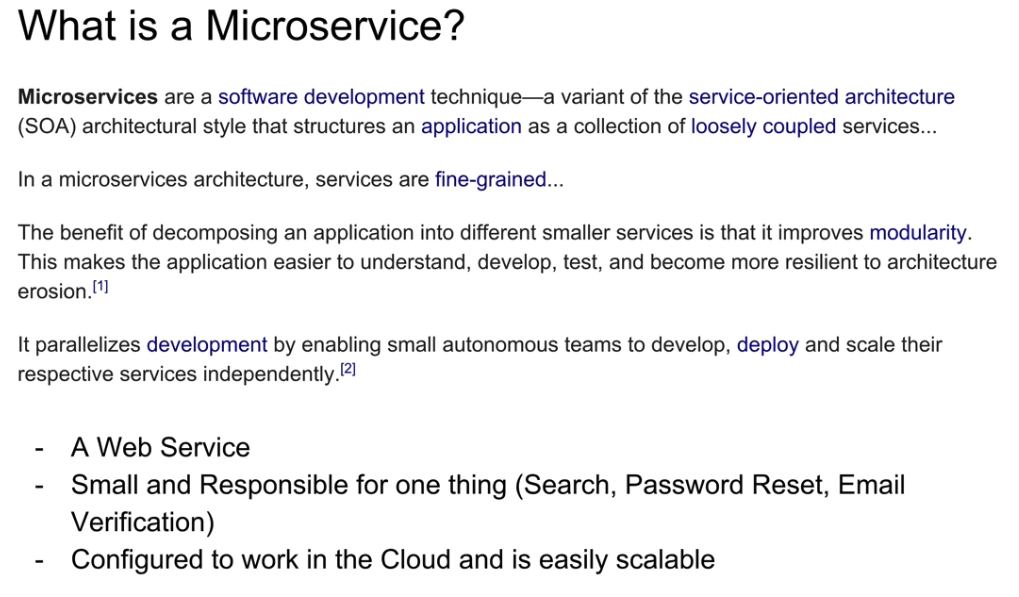 What is a Microservice?
Microservices are a software development technique—a variant of the service-oriented architecture
(SOA) architectural style that structures an application as a collection of loosely coupled services...
In a microservices architecture, services are fine-grained...
The benefit of decomposing an application into different smaller services is that it improves modularity.
This makes the application easier to understand, develop, test, and become more resilient to architecture
erosion.[1]
It parallelizes development by enabling small autonomous teams to develop, deploy and scale their
respective services independently.[2]
- A Web Service
- Small and Responsible for one thing (Search, Password Reset, Email
Verification)
- Configured to work in the Cloud and is easily scalable